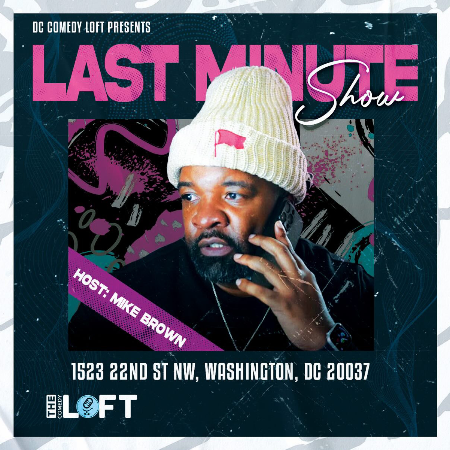 DC COMEDY LOFT PRESENTS
LAST MINUTE
Show
HOST: MIKE BROWN
1523 22ND ST NW, WASHINGTON, DC 20037
THE COMEDY LOFT